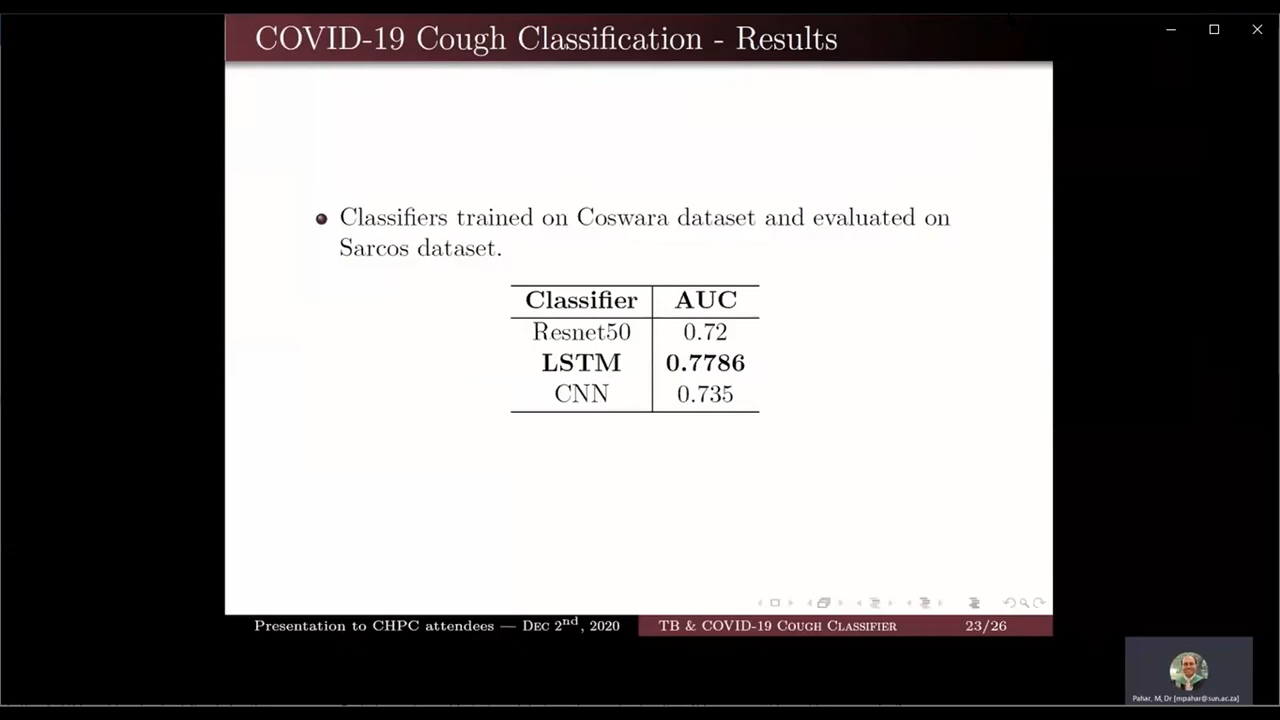 COVID-19 Cough Classification - Results
Classifiers trained on Coswara dataset and evaluated on
Sarcos dataset.
Classifier AUC
Resnet50 0.72
LSTM 0.7786
CNN 0.735
Presentation to CHPC attendees — Dec 2nd, 2020 TB & COVID-19 Cough Classifier 23/26
Pahar, M, Dr [mpahar@sun.ac.za]